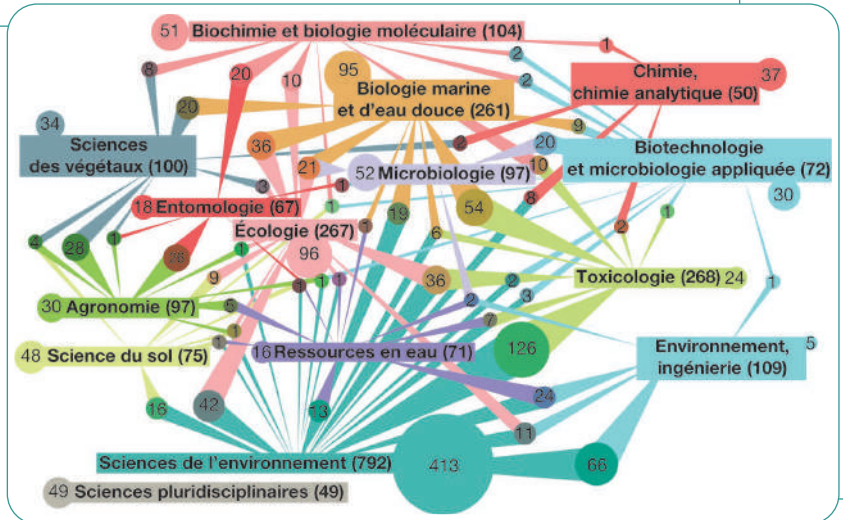 51 Biochimie et biologie moléculaire (104)
1
2
8
20
10
95
2
Chimie,
chimie analytique (50)
37
Biologie marine
et d'eau douce (261)
20
34
9
Sciences
des végétaux (100)
36
2
20
Biotechnologie
et microbiologie appliquée (72)
21
52 Microbiologie (97)
10
30
3
1
8
18 Entomologie (67)
1
19
54
2
1
Écologie (267)
1
6
4
28
1
26
1
96
9
36
2
Toxicologie (268) 24
1
1
1
1
3
30 Agronomie (97)
5
2
7
1
48 Science du sol (75)
1
16 Ressources en eau (71)
126
Environnement,
ingénierie (109)
5
16
42
13
24
11
Sciences de l'environnement (792)
413
66
49 Sciences pluridisciplinaires (49)